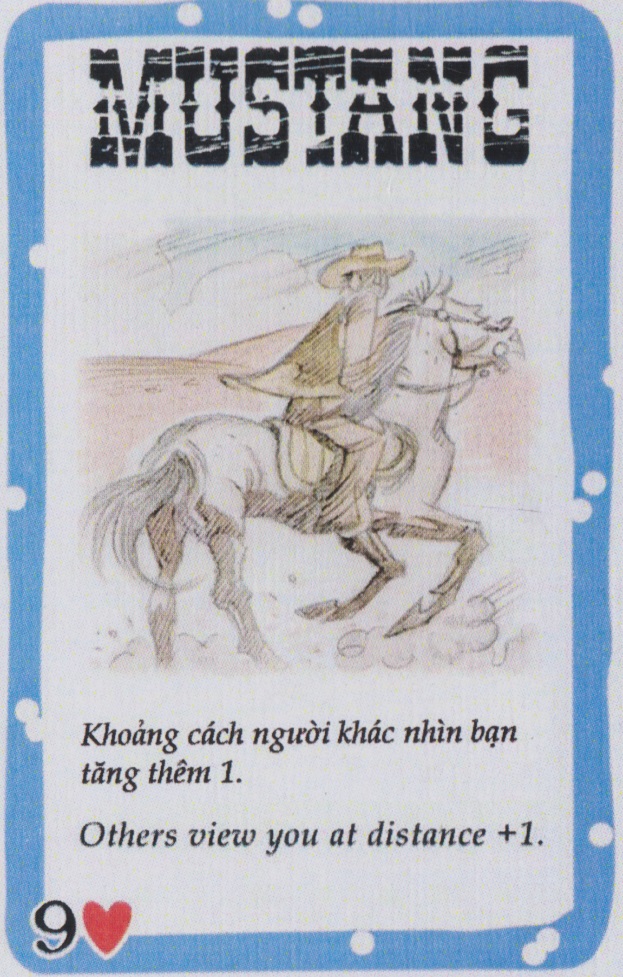 MUSTANG
Khoảng cách người khác nhìn bạn
tăng thêm 1.
Others view you at distance +1.
9♥